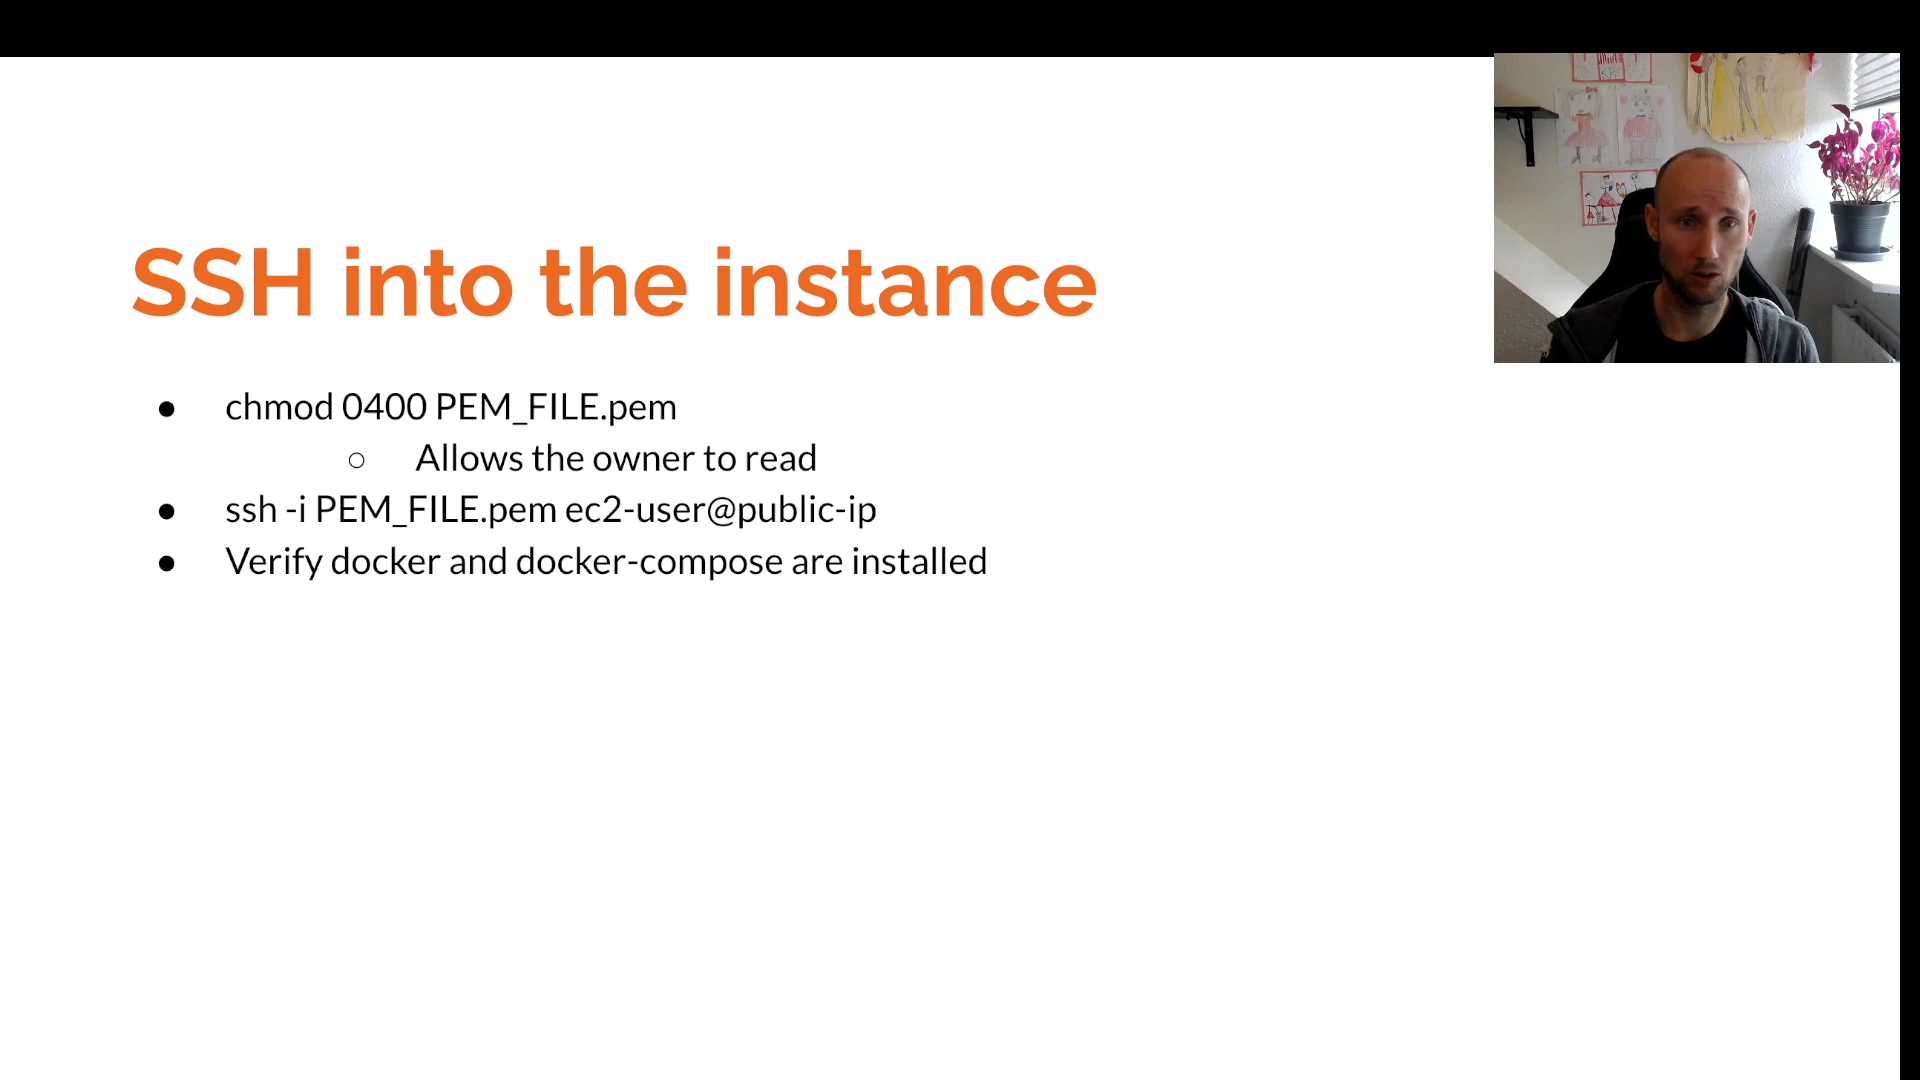 SSH into the instance
● chmod 0400 PEM_FILE.pem
○ Allows the owner to read
● ssh -i PEM_FILE.pem ec2-user@public-ip
● Verify docker and docker-compose are installed